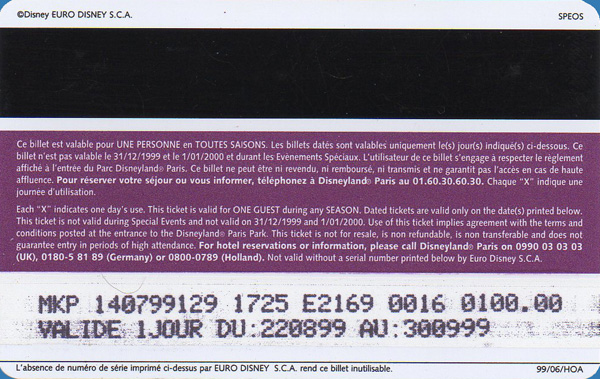 ©Disney EURO DISNEY S.C.A.
SPEOS
Ce billet est valable pour UNE PERSONNE en TOUTES SAISONS. Les billets datés sont valables uniquement le(s) jour(s) indiqué(s) ci-dessous. Ce
billet n'est pas valable le 31/12/1999 et le 1/01/2000 et durant les Evènements Spéciaux. L'utilisateur de ce billet s'engage à respecter le règlement
affiché à l'entrée du Parc Disneyland® Paris. Ce billet ne peut être ni revendu, ni remboursé, ni transmis et ne garantit pas l'accès en cas de haute
affluence. Pour réserver votre séjour ou vous informer, téléphonez à Disneyland® Paris au 01.60.30.60.30. Chaque "X" indique une
journée d'utilisation.
Each "X" indicates one day's use. This ticket is valid for ONE GUEST during any SEASON. Dated tickets are valid only on the date(s) printed below.
This ticket is not valid during Special Events and not valid on 31/12/1999 and 1/01/2000. Use of this ticket implies agreement with the terms and
conditions posted at the entrance to the Disneyland® Paris Park. This ticket is not for resale, is non refundable, is non transferable and does not
guarantee entry in periods of high attendance. For hotel reservations or information, please call Disneyland® Paris on 0990 03 03 03
(UK), 0180-5 81 89 (Germany) or 0800-0789 (Holland). Not valid without a serial number printed below by Euro Disney S.C.A.
MKP 140799129 1725 E2169 0016 0100.00
VALIDE 1JOUR DU:220899 AU:300999
L'absence de numéro de série imprimé ci-dessus par EURO DISNEY S.C.A. rend ce billet inutilisable.
99/06/HOA